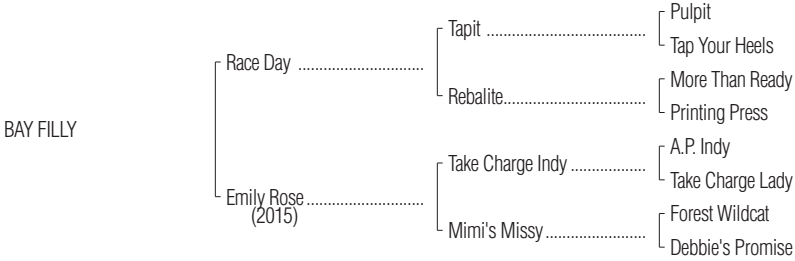 Pulpit
Tapit ......................................
Tap Your Heels
Race Day ..............................
More Than Ready
Rebalite..................................
Printing Press
BAY FILLY
A.P. Indy
Take Charge Indy ..................
Take Charge Lady
Emily Rose ............................
(2015)
Forest Wildcat
Mimi's Missy ........................
Debbie's Promise